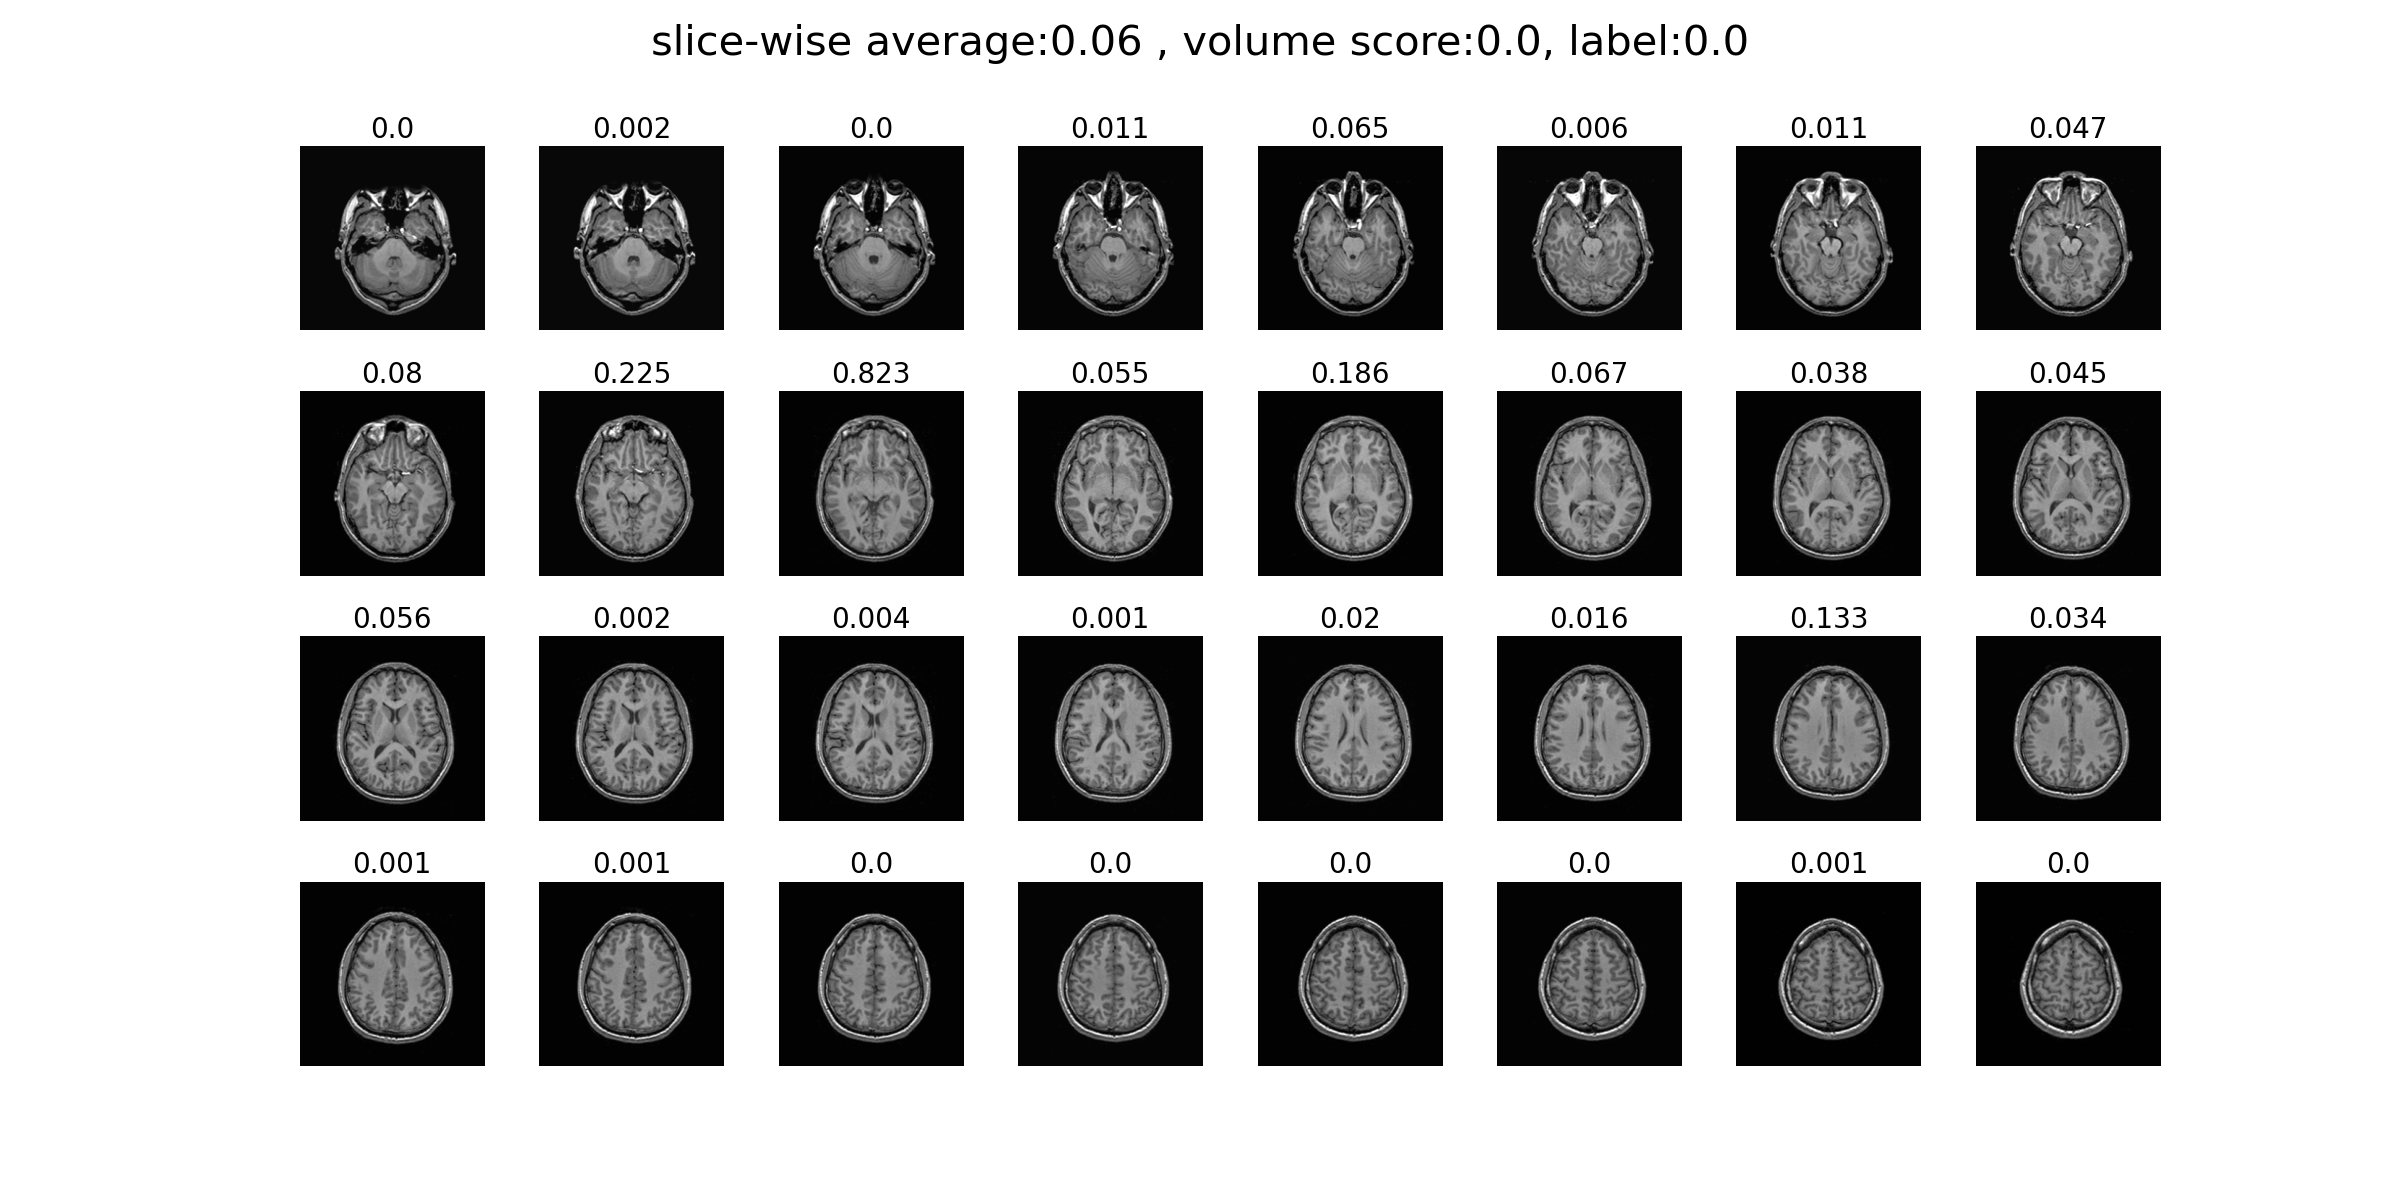 slice-wise average:0.06 , volume score:0.0, label:0.0
0.0 0.002 0.0 0.011 0.065 0.006 0.011 0.047
0.08 0.225 0.823 0.055 0.186 0.067 0.038 0.045
0.056 0.002 0.004 0.001 0.02 0.016 0.133 0.034
0.001 0.001 0.0 0.0 0.0 0.0 0.001 0.0